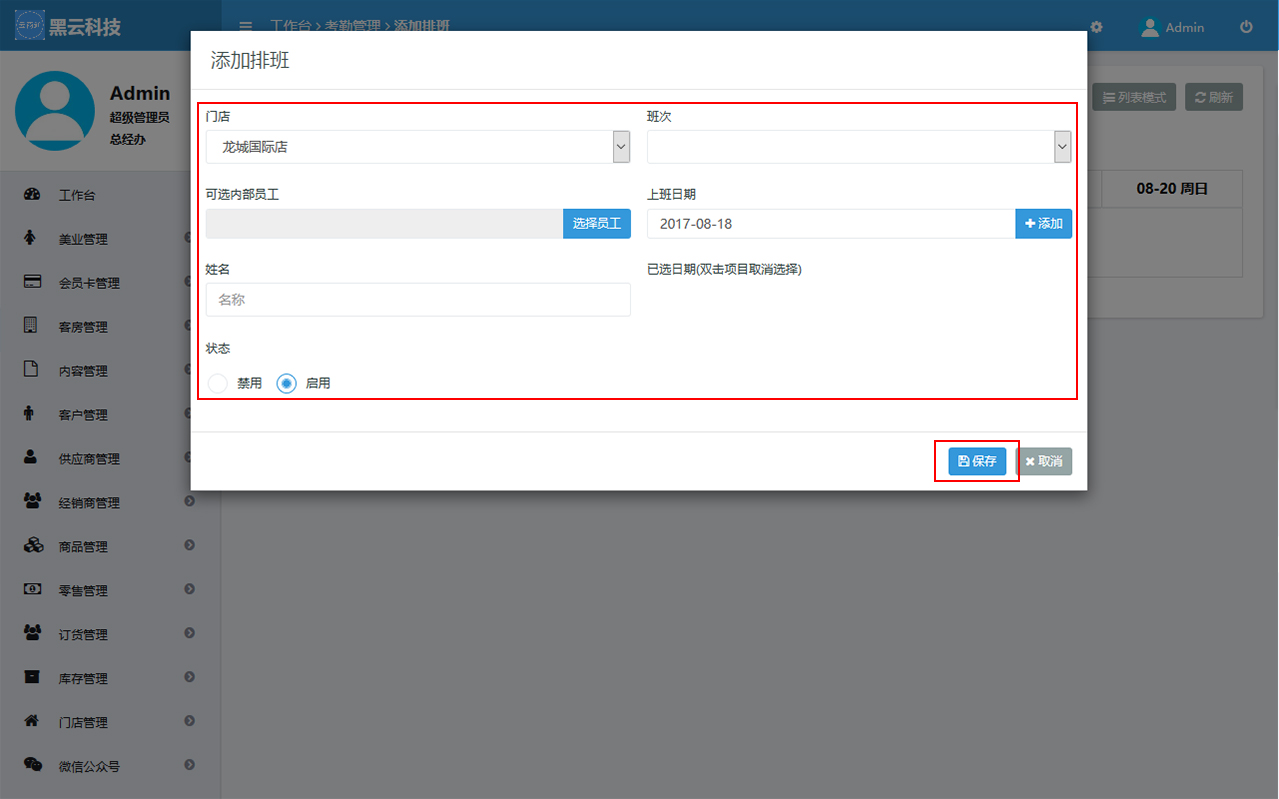 黑云科技
工作台 > 考勤管理 > 添加排班
Admin
Admin
超级管理员
总经办
列表模式
刷新
08-20 周日
工作台
美业管理
会员卡管理
客房管理
内容管理
客户管理
供应商管理
经销商管理
商品管理
零售管理
订货管理
库存管理
门店管理
微信公众号
添加排班
门店
班次
龙城国际店
可选内部员工
上班日期
选择员工
2017-08-18
添加
姓名
已选日期(双击项目取消选择)
名称
状态
禁用
启用
保存
取消